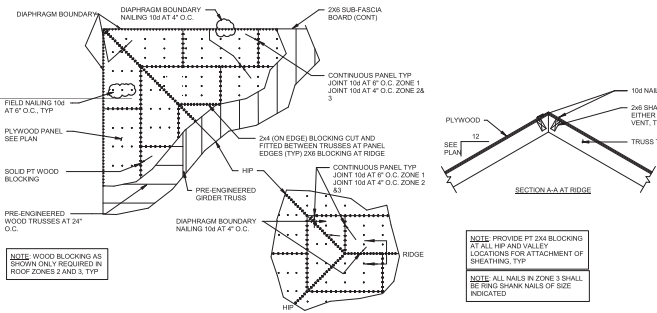 DIAPHRAGM BOUNDARY
DIAPHRAGM BOUNDARY
NAILING 10d AT 4" O.C.
2X6 SUB-FASCIA
BOARD (CONT)
CONTINUOUS PANEL TYP
JOINT 10d AT 6" O.C. ZONE 1
JOINT 10d AT 4" O.C. ZONE 2&
3
FIELD NAILING 10d
AT 6" O.C., TYP
PLYWOOD PANEL
SEE PLAN
2x4 (ON EDGE) BLOCKING CUT AND
FITTED BETWEEN TRUSSES AT PANEL
EDGES (TYP) 2X6 BLOCKING AT RIDGE
SOLID PT WOOD
BLOCKING
HIP
CONTINUOUS PANEL TYP
JOINT 10d AT 6" O.C. ZONE 1
JOINT 10d AT 4" O.C. ZONE 2
&3
PRE-ENGINEERED
GIRDER TRUSS
PRE-ENGINEERED
WOOD TRUSSES AT 24"
O.C.
DIAPHRAGM BOUNDARY
NAILING 10d AT 4" O.C.
RIDGE
HIP
NOTE: WOOD BLOCKING AS
SHOWN ONLY REQUIRED IN
ROOF ZONES 2 AND 3, TYP
10d NAIL
2x6 SHA
EITHER
VENT, T
PLYWOOD
12
SEE
PLAN
TRUSS T
SECTION A-A AT RIDGE
NOTE: PROVIDE PT 2X4 BLOCKING
AT ALL HIP AND VALLEY
LOCATIONS FOR ATTACHMENT OF
SHEATHING, TYP
NOTE: ALL NAILS IN ZONE 3 SHALL
BE RING SHANK NAILS OF SIZE
INDICATED